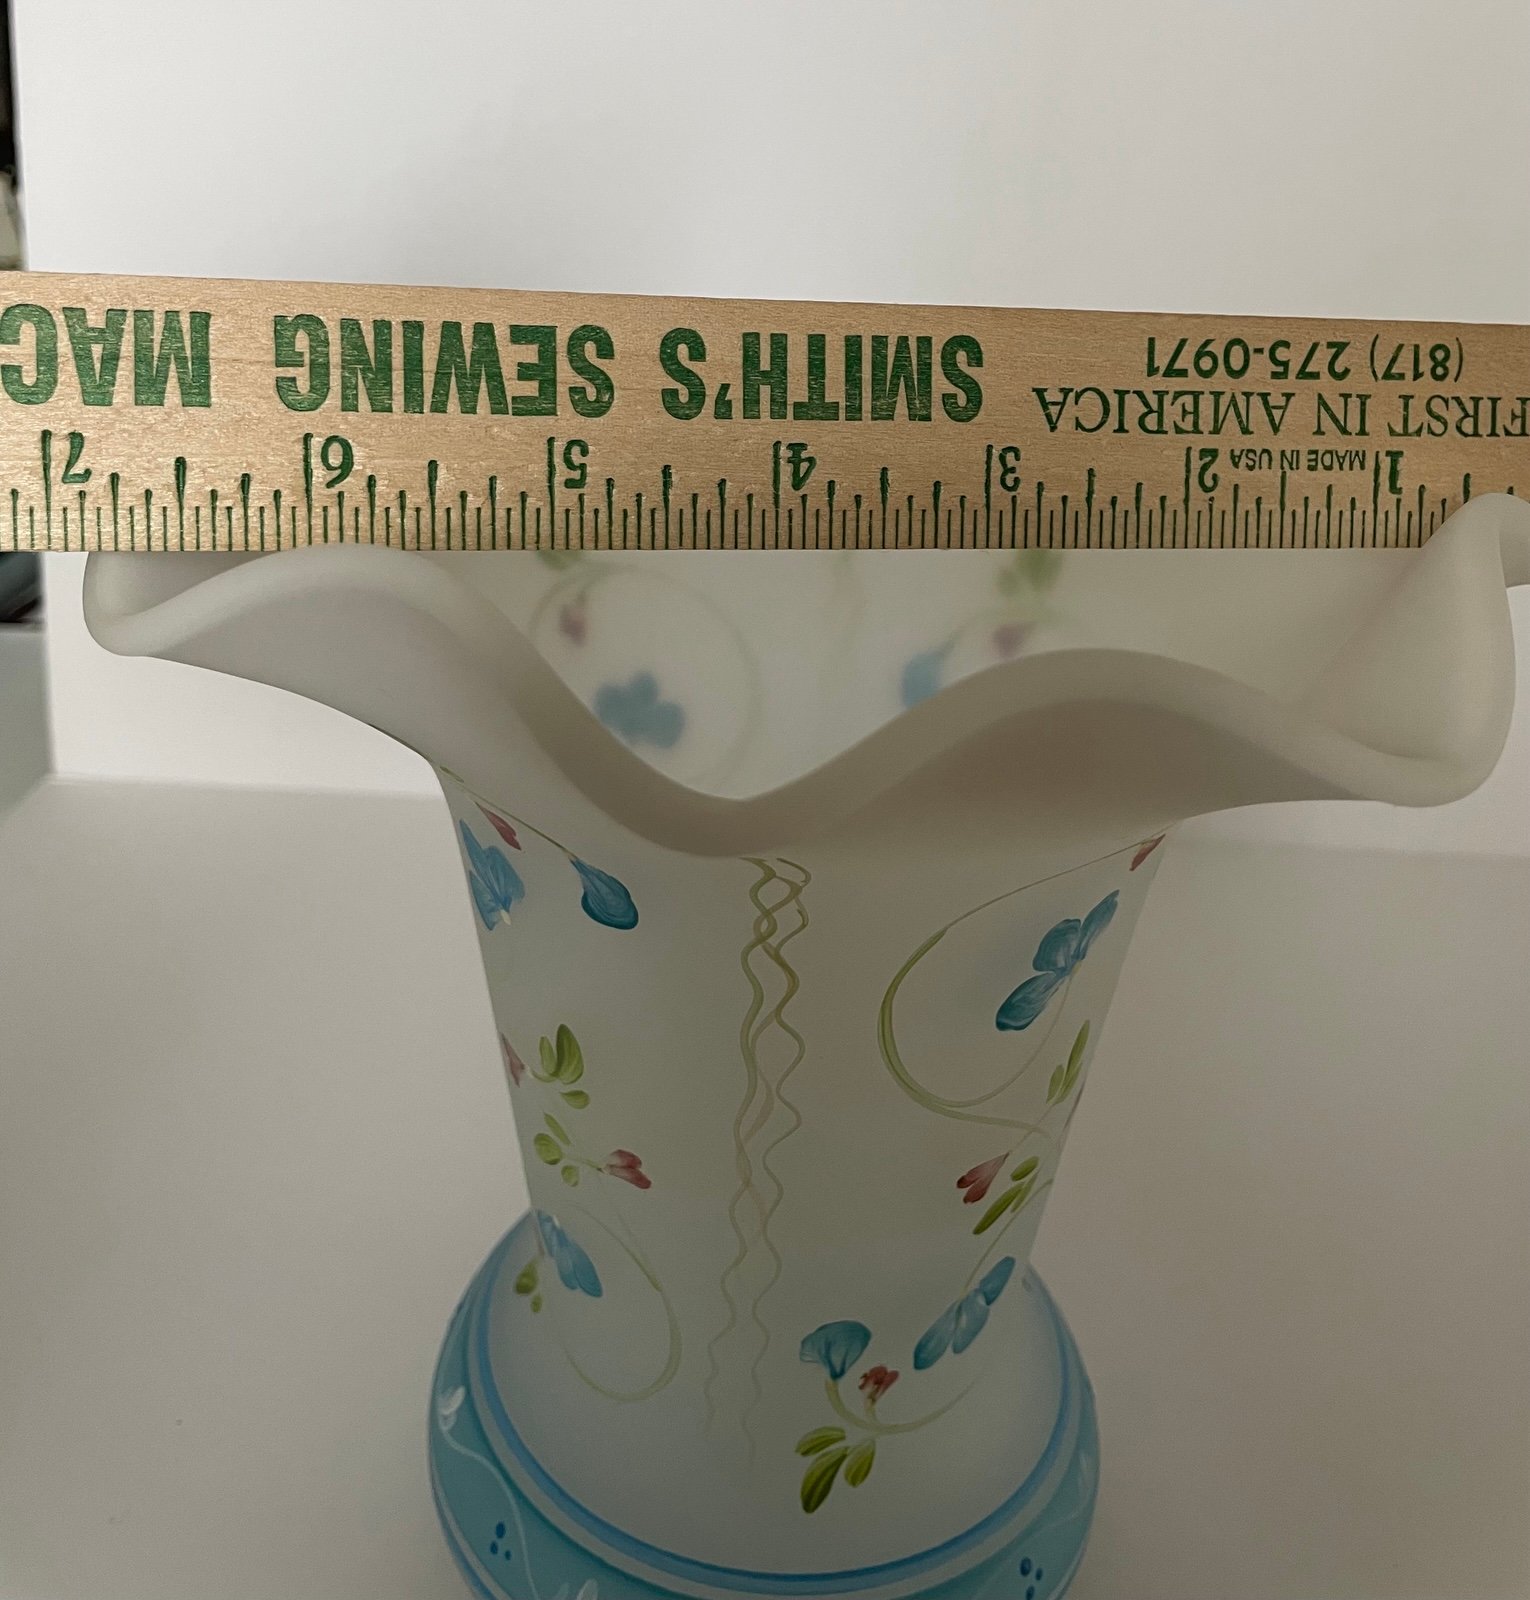 1 2 3 4 5 6 7
MADE IN USA
FIRST IN AMERICA
(817) 275-0971
SMITH'S SEWING MAC